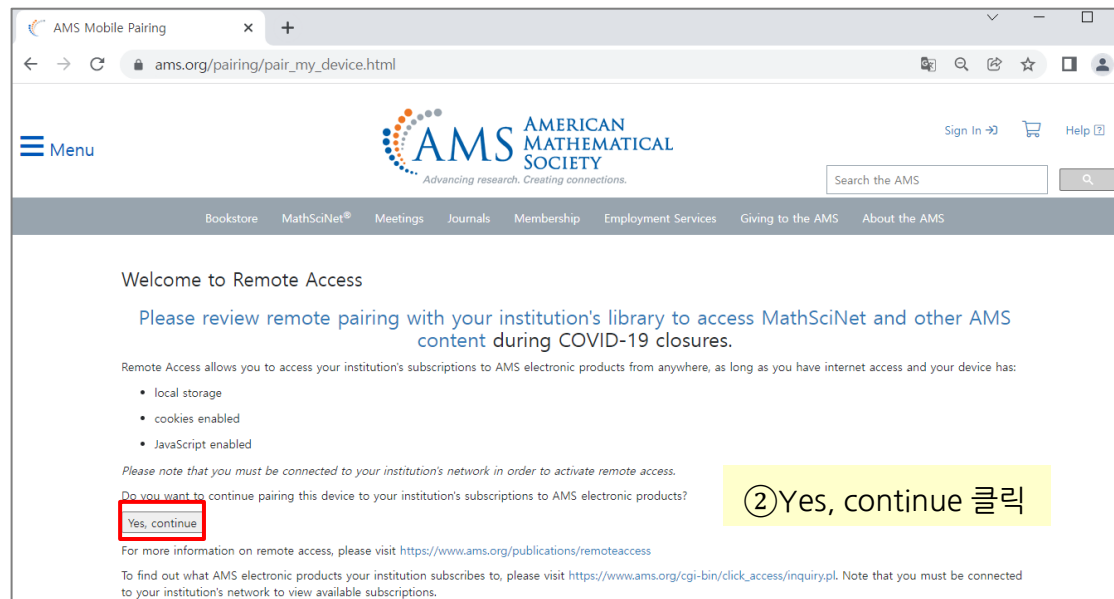 AMS Mobile Pairing
ams.org/pairing/pair_my_device.html
Menu
AMS AMERICAN
MATHEMATICAL
SOCIETY
Advancing research. Creating connections.
Sign In
Help
Search the AMS
Bookstore MathSciNet® Meetings Journals Membership Employment Services Giving to the AMS About the AMS
Welcome to Remote Access
Please review remote pairing with your institution's library to access MathSciNet and other AMS
content during COVID-19 closures.
Remote Access allows you to access your institution's subscriptions to AMS electronic products from anywhere, as long as you have internet access and your device has:
• local storage
• cookies enabled
• JavaScript enabled
Please note that you must be connected to your institution's network in order to activate remote access.
Do you want to continue pairing this device to your institution's subscriptions to AMS electronic products?
②Yes, continue 클릭
Yes, continue
For more information on remote access, please visit https://www.ams.org/publications/remoteaccess
To find out what AMS electronic products your institution subscribes to, please visit https://www.ams.org/cgi-bin/click_access/inquiry.pl. Note that you must be connected
to your institution's network to view available subscriptions.